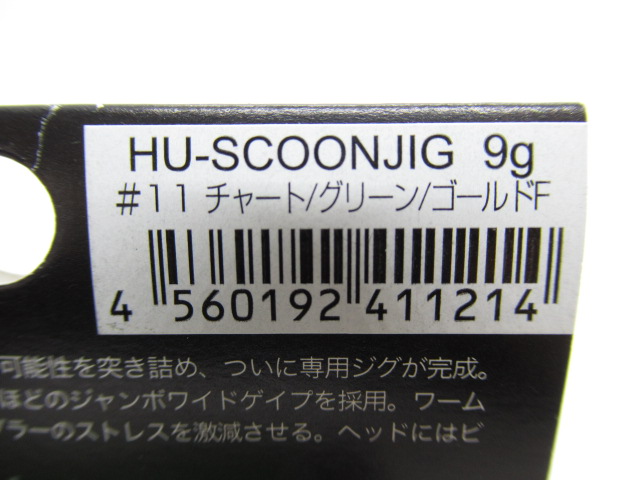 HU-SCOONJIG 9g
#11 チャート/グリーン/ゴールドF
4 560192 411214
可能性を突き詰め、ついに専用ジグが完成。
ほどのジャンボワイドゲイプを採用。ワーム
ブラーのストレスを激減させる。ヘッドにはビ